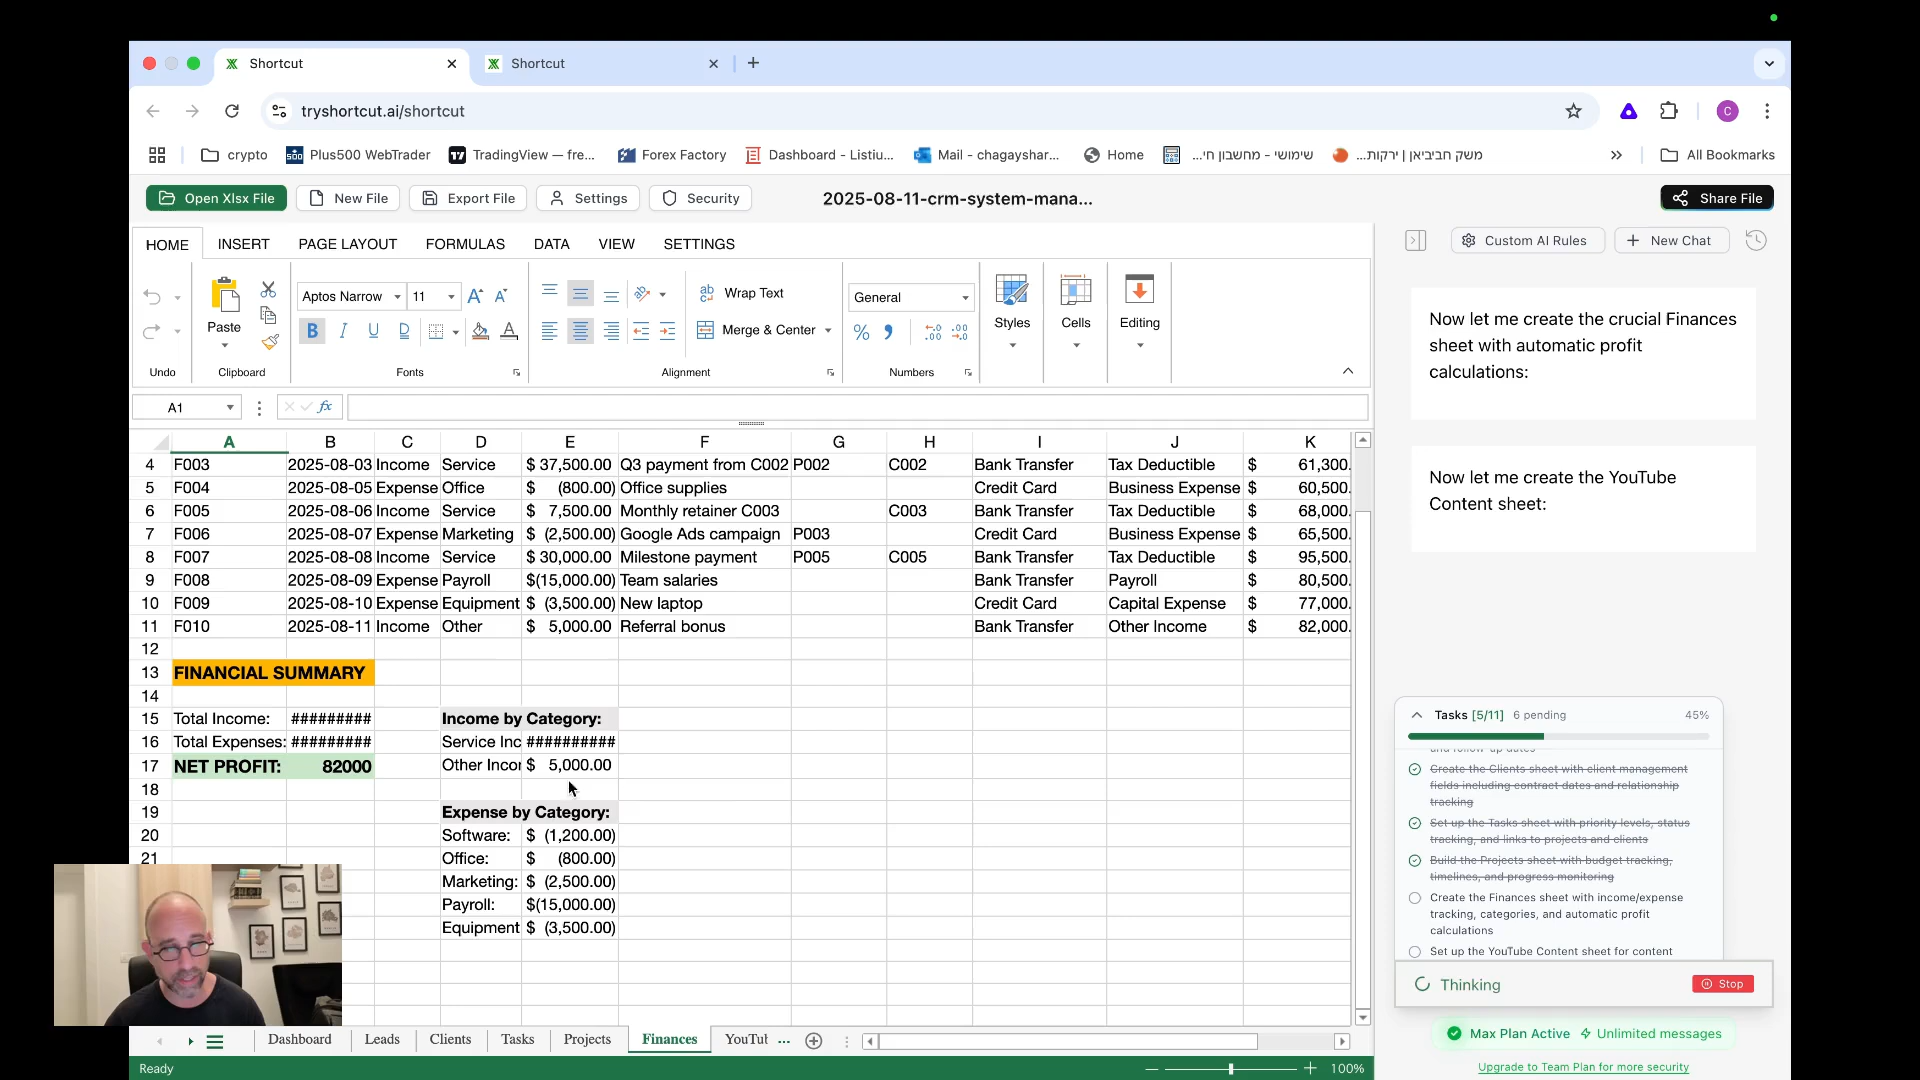 Shortcut
Shortcut
tryshortcut.ai/shortcut
C
crypto
500
Plus500 WebTrader
TradingView — fre...
Forex Factory
Dashboard - Listiu...
Mail - chagayshar...
Home
שימושי - מחשבון חי...
משק חביביאן | ירקות...
All Bookmarks
Open Xlsx File
New File
Export File
Settings
Security
2025-08-11-crm-system-mana...
Share File
HOME
INSERT
PAGE LAYOUT
FORMULAS
DATA
VIEW
SETTINGS
Custom AI Rules
New Chat
Paste
Aptos Narrow
11
Wrap Text
Merge & Center
General
Styles
Cells
Editing
Undo
Clipboard
Fonts
Alignment
Numbers
A1
fx
A B C D E F G H I J K
4 F003 2025-08-03 Income Service $ 37,500.00 Q3 payment from C002 P002 C002 Bank Transfer Tax Deductible $ 61,300.
5 F004 2025-08-05 Expense Office $ (800.00) Office supplies Credit Card Business Expense $ 60,500.
6 F005 2025-08-06 Income Service $ 7,500.00 Monthly retainer C003 C003 Bank Transfer Tax Deductible $ 68,000.
7 F006 2025-08-07 Expense Marketing $ (2,500.00) Google Ads campaign P003 Credit Card Business Expense $ 65,500.
8 F007 2025-08-08 Income Service $ 30,000.00 Milestone payment P005 C005 Bank Transfer Tax Deductible $ 95,500.
9 F008 2025-08-09 Expense Payroll $(15,000.00) Team salaries Bank Transfer Payroll $ 80,500.
10 F009 2025-08-10 Expense Equipment $ (3,500.00) New laptop Credit Card Capital Expense $ 77,000.
11 F010 2025-08-11 Income Other $ 5,000.00 Referral bonus Bank Transfer Other Income $ 82,000.
12
13 FINANCIAL SUMMARY
14
15 Total Income: ######### Income by Category:
16 Total Expenses: ######### Service Inc ##########
17 NET PROFIT: 82000 Other Incor $ 5,000.00
18
19 Expense by Category:
20 Software: $ (1,200.00)
21 Office: $ (800.00)
Marketing: $ (2,500.00)
Payroll: $(15,000.00)
Equipment $ (3,500.00)
Dashboard
Leads
Clients
Tasks
Projects
Finances
YouTub
...
Ready
100%
Now let me create the crucial Finances
sheet with automatic profit
calculations:
Now let me create the YouTube
Content sheet:
Tasks [5/11] 6 pending 45%
and follow-up dates
Create the Clients sheet with client management
fields including contract dates and relationship
tracking
Set up the Tasks sheet with priority levels, status
tracking, and links to projects and clients
Build the Projects sheet with budget tracking,
timelines, and progress monitoring
Create the Finances sheet with income/expense
tracking, categories, and automatic profit
calculations
Set up the YouTube Content sheet for content
Thinking
Stop
Max Plan Active
Unlimited messages
Upgrade to Team Plan for more security